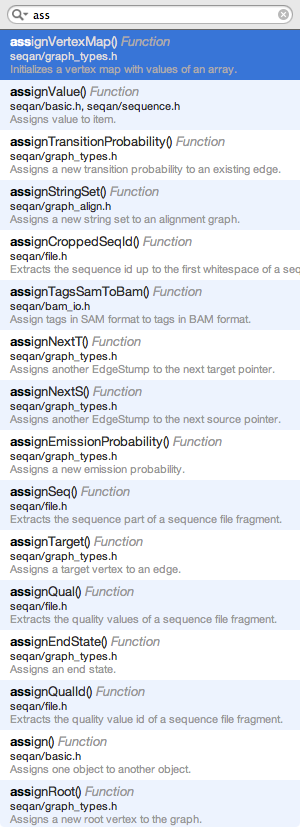 ass
assignVertexMap() Function
seqan/graph_types.h
Initializes a vertex map with values of an array.
assignValue() Function
seqan/basic.h, seqan/sequence.h
Assigns value to item.
assignTransitionProbability() Function
seqan/graph_types.h
Assigns a new transition probability to an existing edge.
assignStringSet() Function
seqan/graph_align.h
Assigns a new string set to an alignment graph.
assignCroppedSeqId() Function
seqan/file.h
Extracts the sequence id up to the first whitespace of a seq
assignTagsSamToBam() Function
seqan/bam_io.h
Assign tags in SAM format to tags in BAM format.
assignNextT() Function
seqan/graph_types.h
Assigns another EdgeStump to the next target pointer.
assignNextS() Function
seqan/graph_types.h
Assigns another EdgeStump to the next source pointer.
assignEmissionProbability() Function
seqan/graph_types.h
Assigns a new emission probability.
assignSeq() Function
seqan/file.h
Extracts the sequence part of a sequence file fragment.
assignTarget() Function
seqan/graph_types.h
Assigns a target vertex to an edge.
assignQual() Function
seqan/file.h
Extracts the quality values of a sequence file fragment.
assignEndState() Function
seqan/graph_types.h
Assigns an end state.
assignQualId() Function
seqan/file.h
Extracts the quality value id of a sequence file fragment.
assign() Function
seqan/basic.h
Assigns one object to another object.
assignRoot() Function
seqan/graph_types.h
Assigns a new root vertex to the graph.